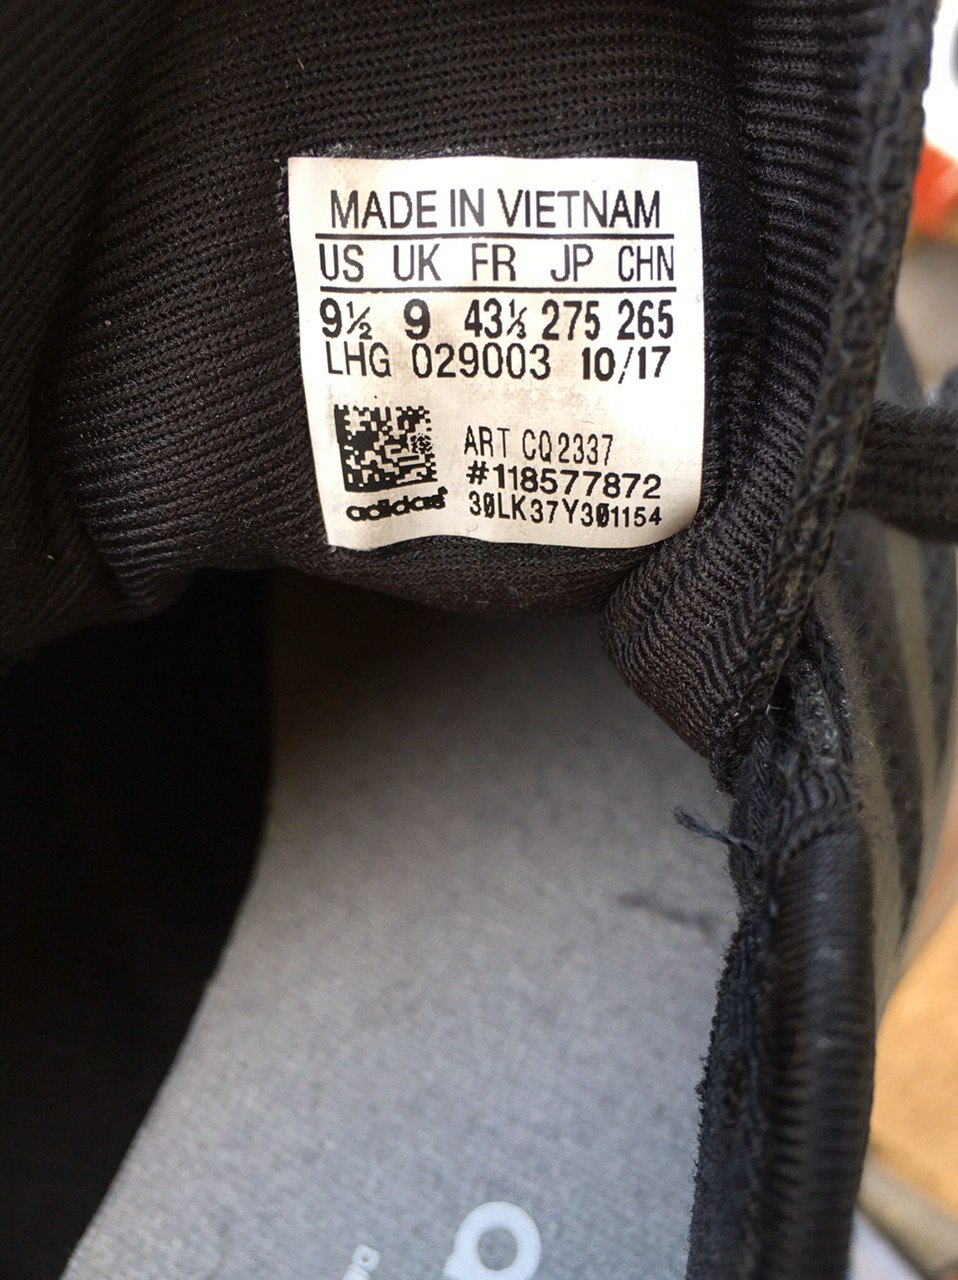 MADE IN VIETNAM
US UK FR JP CHN
9½ 9 43⅓ 275 265
LHG 029003 10/17
ART CQ2337
#118577872
adidas
30LK37Y301154